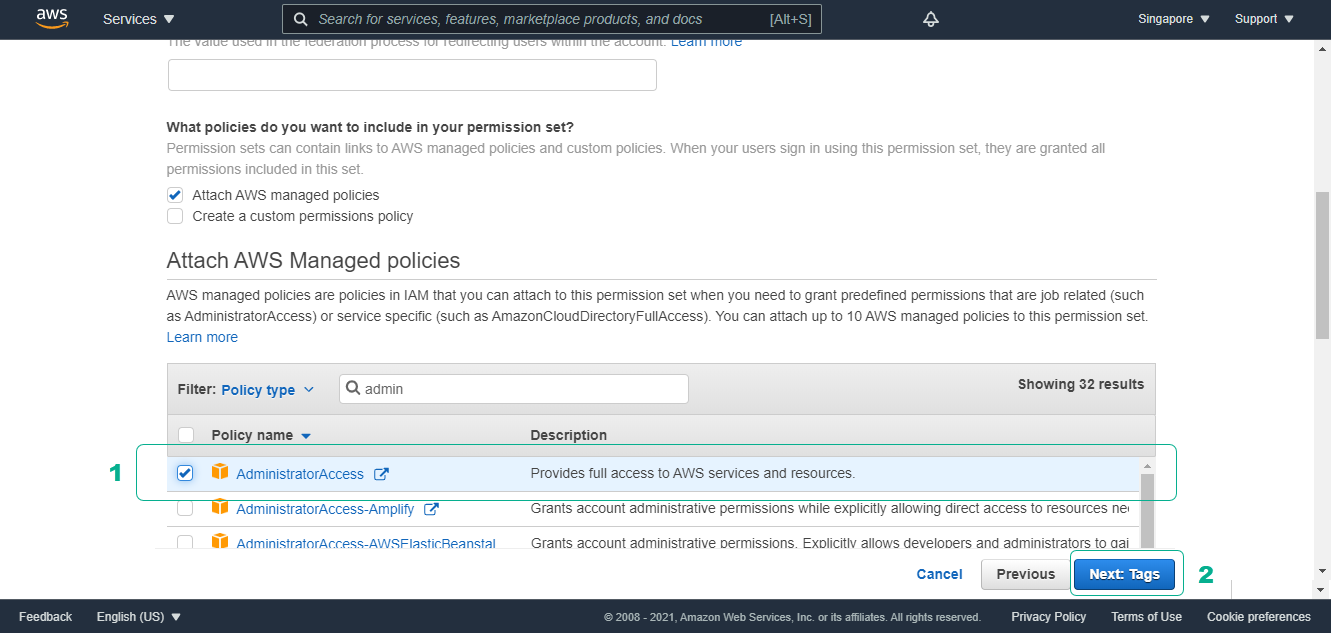 aws Services Search for services, features, marketplace products, and docs [Alt+S] Singapore Support
The value used in the federation process for redirecting users within the account. Learn more
What policies do you want to include in your permission set?
Permission sets can contain links to AWS managed policies and custom policies. When your users sign in using this permission set, they are granted all
permissions included in this set.
Attach AWS managed policies
Create a custom permissions policy
Attach AWS Managed policies
AWS managed policies are policies in IAM that you can attach to this permission set when you need to grant predefined permissions that are job related (such
as AdministratorAccess) or service specific (such as AmazonCloudDirectoryFullAccess). You can attach up to 10 AWS managed policies to this permission set.
Learn more
Filter: Policy type admin Showing 32 results
Policy name Description
1 AdministratorAccess Provides full access to AWS services and resources.
AdministratorAccess-Amplify Grants account administrative permissions while explicitly allowing direct access to resources nee
AdministratorAccess-AWSElasticBeanstal Grants account administrative permissions. Explicitly allows developers and administrators to gai
Cancel Previous Next: Tags 2
Feedback English (US) © 2008 - 2021, Amazon Web Services, Inc. or its affiliates. All rights reserved. Privacy Policy Terms of Use Cookie preferences